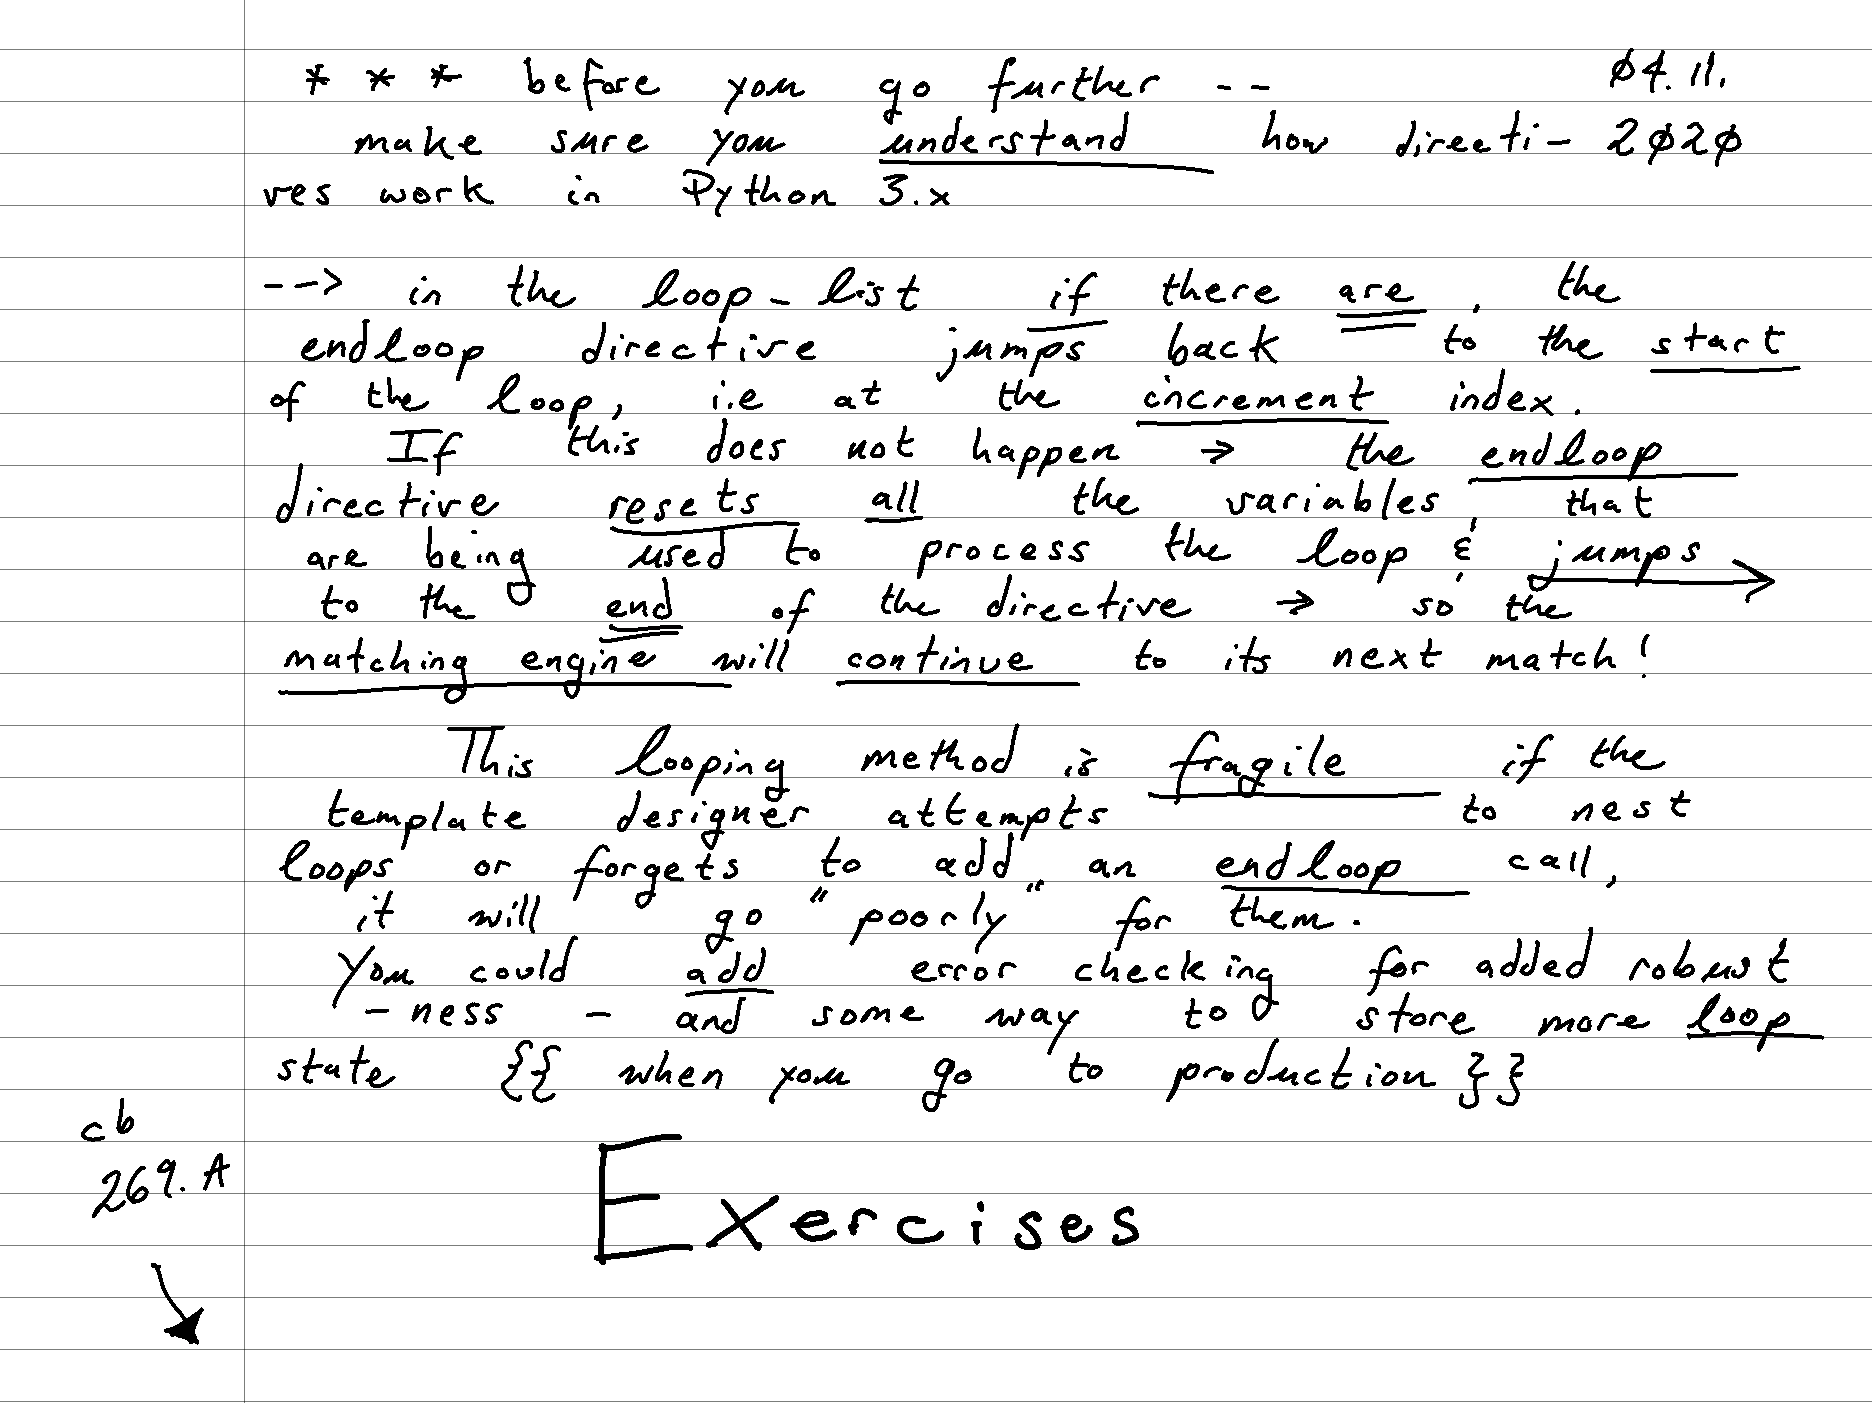 * * * before you go further -- 04.11.
make sure you understand how directi- 2020
ves work in Python 3.x
--> in the loop-list if there are, the
endloop directive jumps back to the start
of the loop, i.e at the increment index.
If this does not happen → the endloop
directive resets all the variables that
are being used to process the loop & jumps
to the end of the directive → so the
matching engine will continue to its next match!
This looping method is fragile if the
template designer attempts to nest
loops or forgets to add an endloop call,
it will go "poorly" for them.
You could add error checking for added robust
-ness - and some way to store more loop
state {{ when you go to production }}
cb
269.A
Exercises